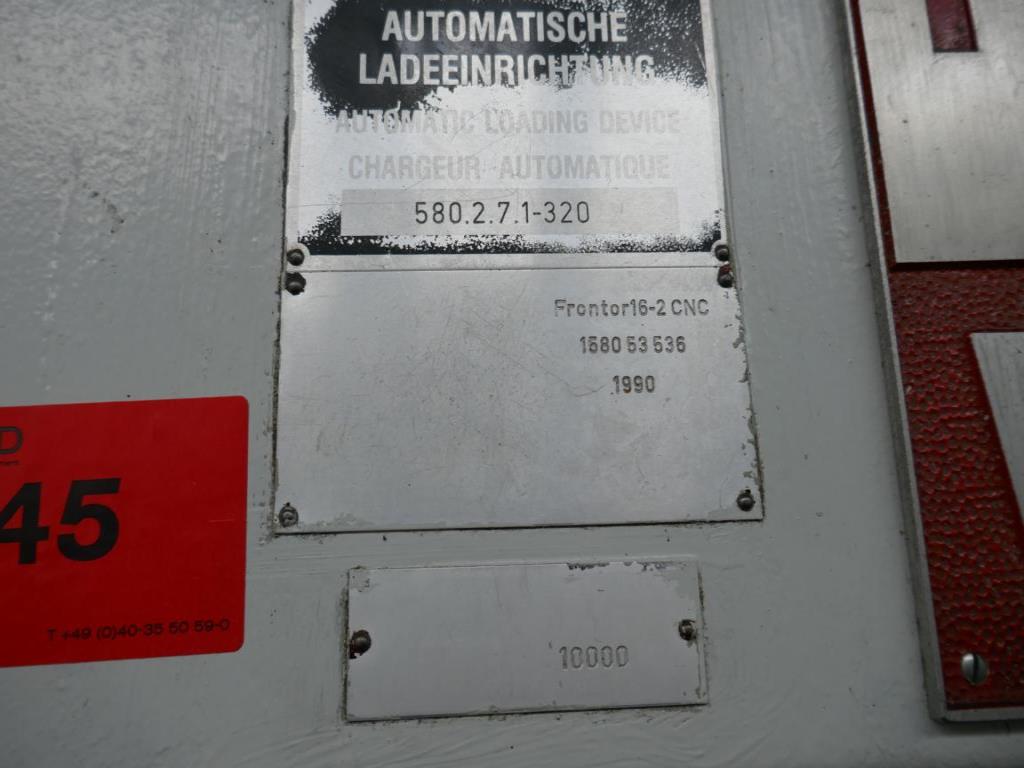 AUTOMATISCHE
LADEEINRICHTUNG
AUTOMATIC LOADING DEVICE
CHARGEUR AUTOMATIQUE
580.2.7.1-320
Frontor16-2 CNC
1580 53 536
1990
10000
D
45
T +49 (0)40-35 50 59-0